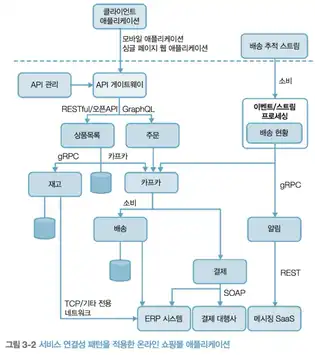 클라이언트
애플리케이션
모바일 애플리케이션
싱글 페이지 웹 애플리케이션
배송 추적 스트림
소비
API 관리
API 게이트웨이
RESTful/오픈API
GraphQL
이벤트/스트림
프로세싱
배송 현황
상품목록
주문
gRPC
카프카
gRPC
재고
카프카
소비
배송
알림
결제
SOAP
REST
TCP/기타 전용
네트워크
ERP 시스템
결제 대행사
메시징 SaaS
그림 3-2 서비스 연결성 패턴을 적용한 온라인 쇼핑몰 애플리케이션